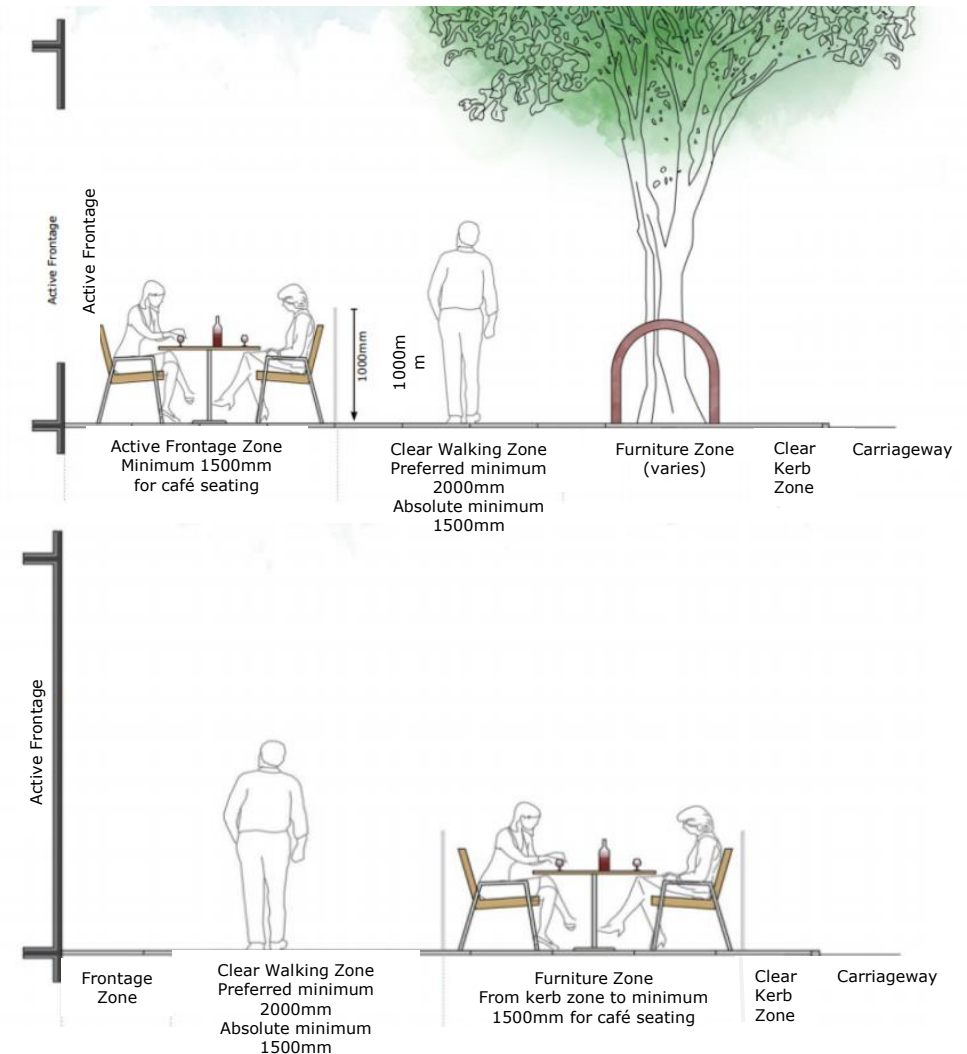 Active Frontage
Active Frontage
1000mm
1000m
m
Active Frontage Zone
Minimum 1500mm
for café seating
Clear Walking Zone
Preferred minimum
2000mm
Absolute minimum
1500mm
Furniture Zone
(varies)
Clear
Kerb
Zone
Carriageway
Active Frontage
Frontage
Zone
Clear Walking Zone
Preferred minimum
2000mm
Absolute minimum
1500mm
Furniture Zone
From kerb zone to minimum
1500mm for café seating
Clear
Kerb
Zone
Carriageway